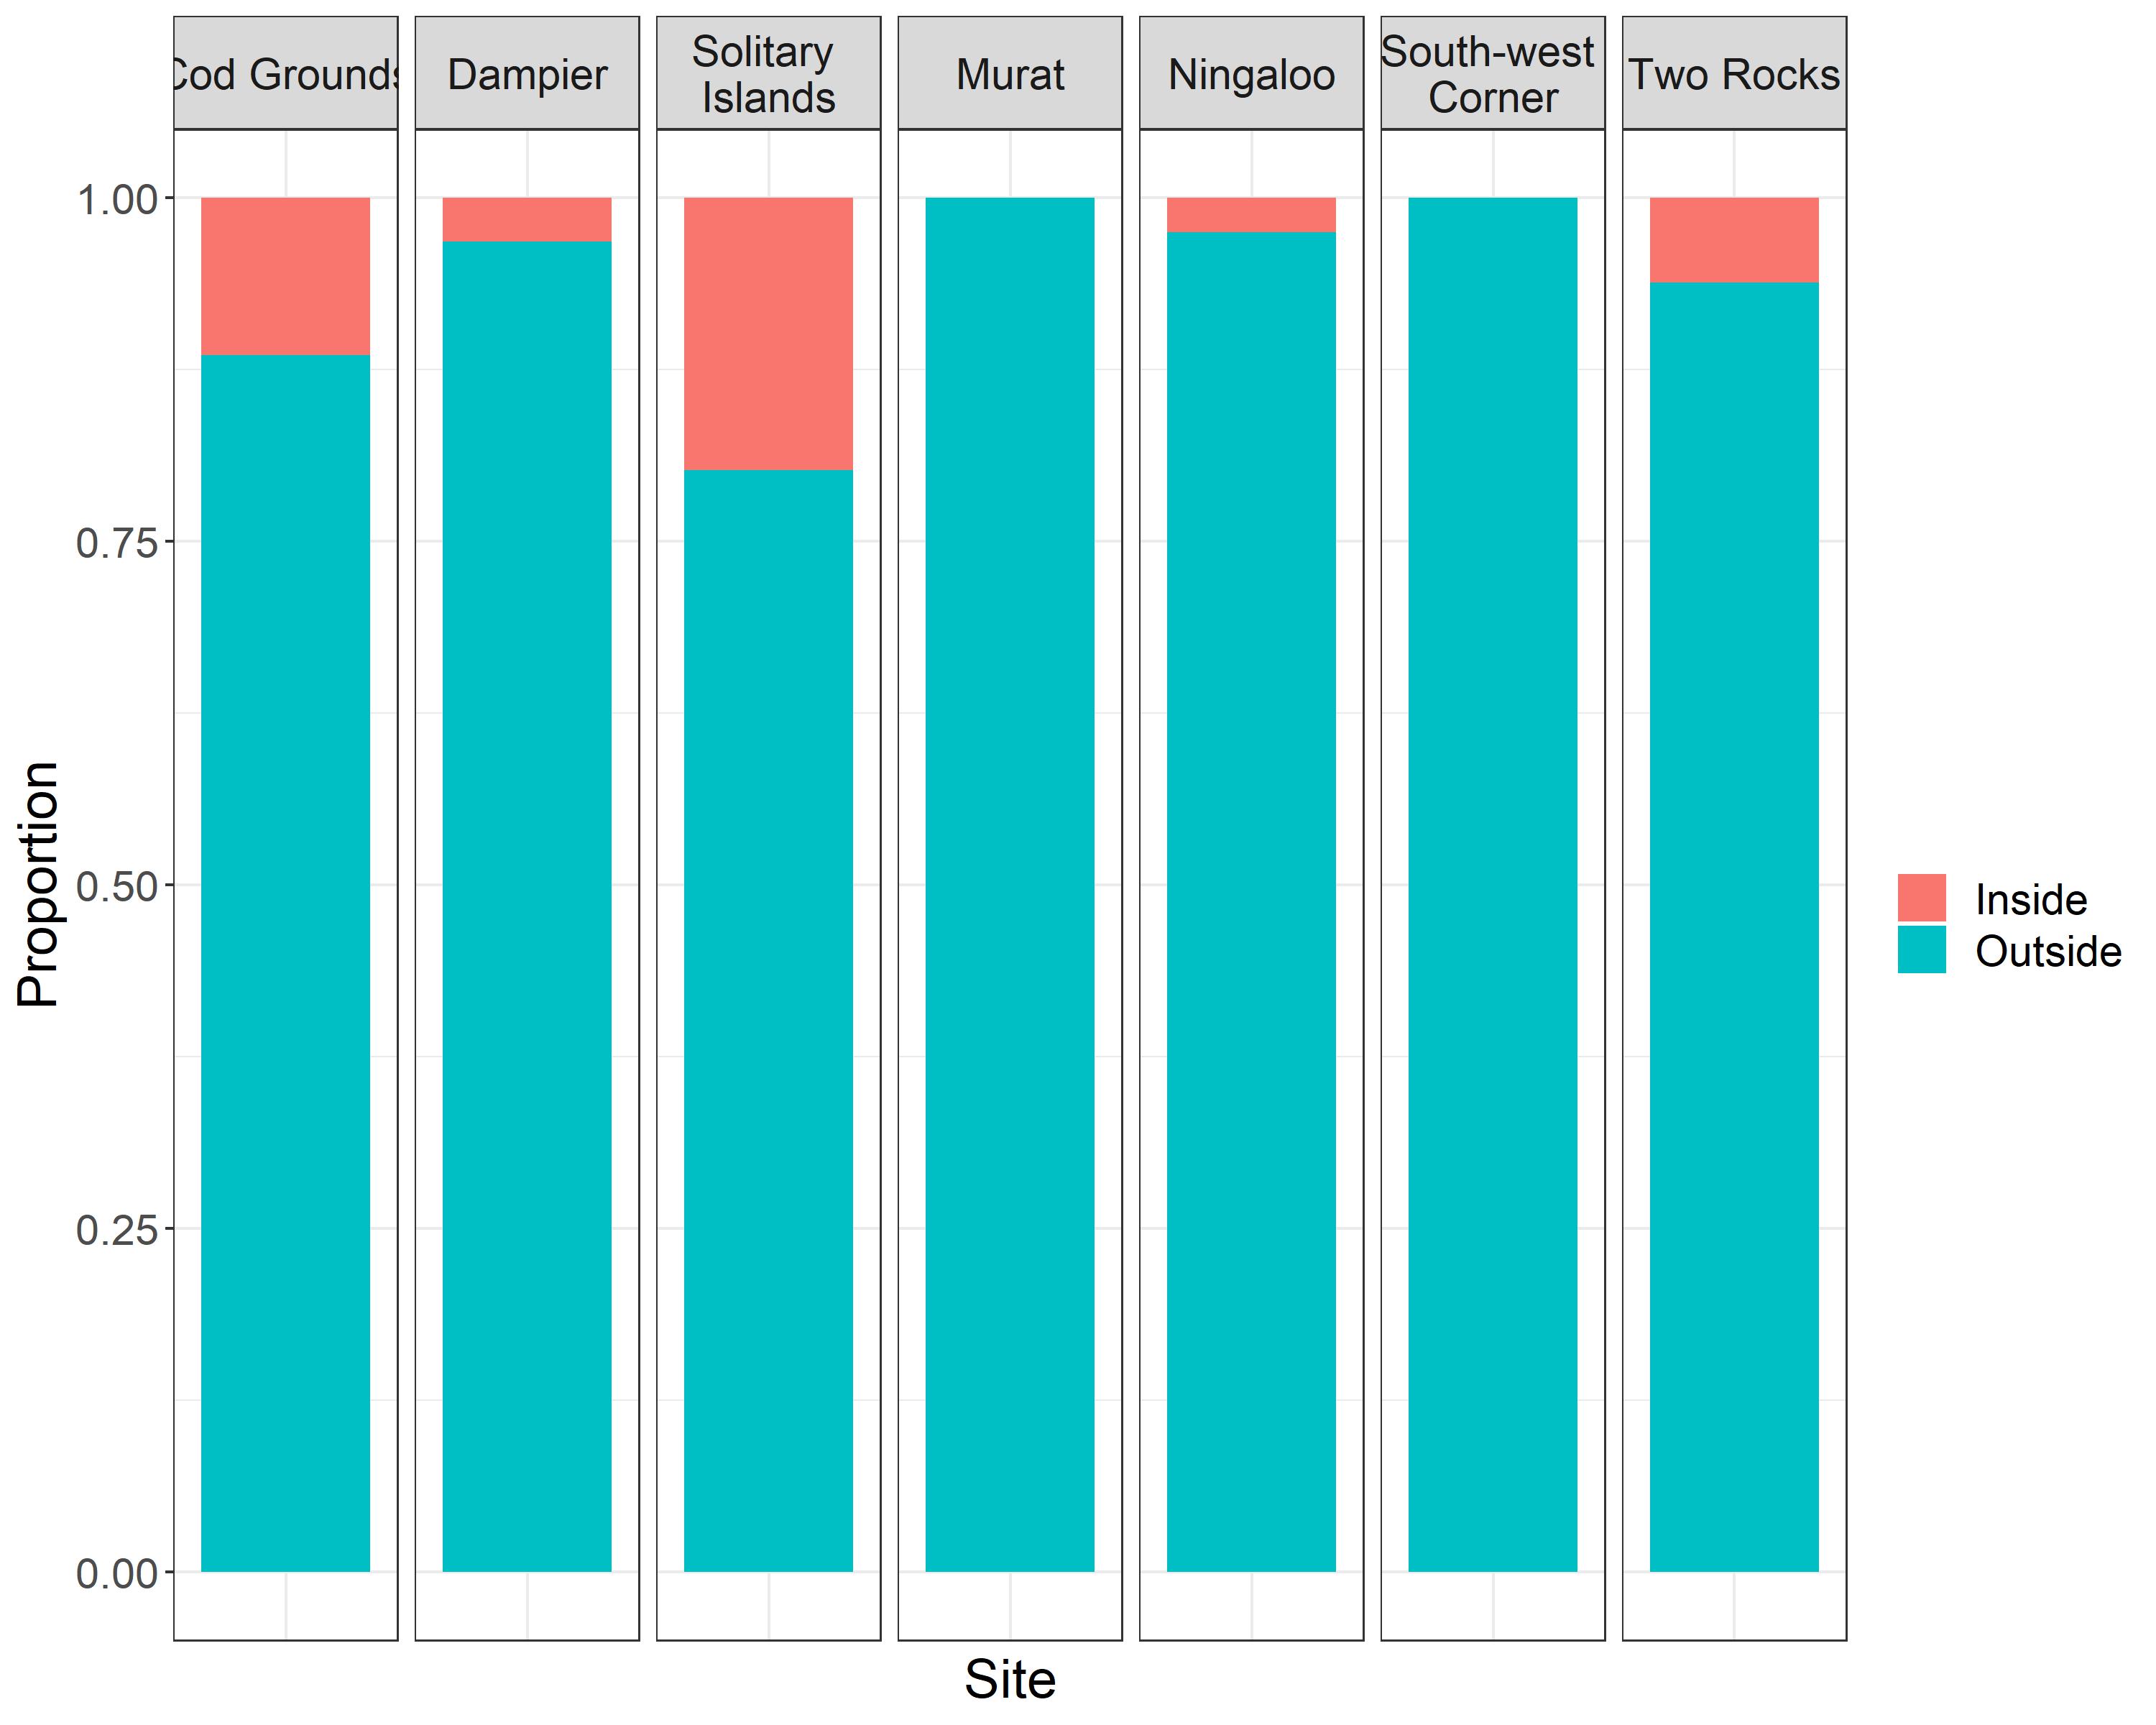 Cod Grounds
Dampier
Solitary
Islands
Murat
Ningaloo
South-west
Corner
Two Rocks
1.00
0.75
0.50
0.25
0.00
Proportion
Site
Inside
Outside